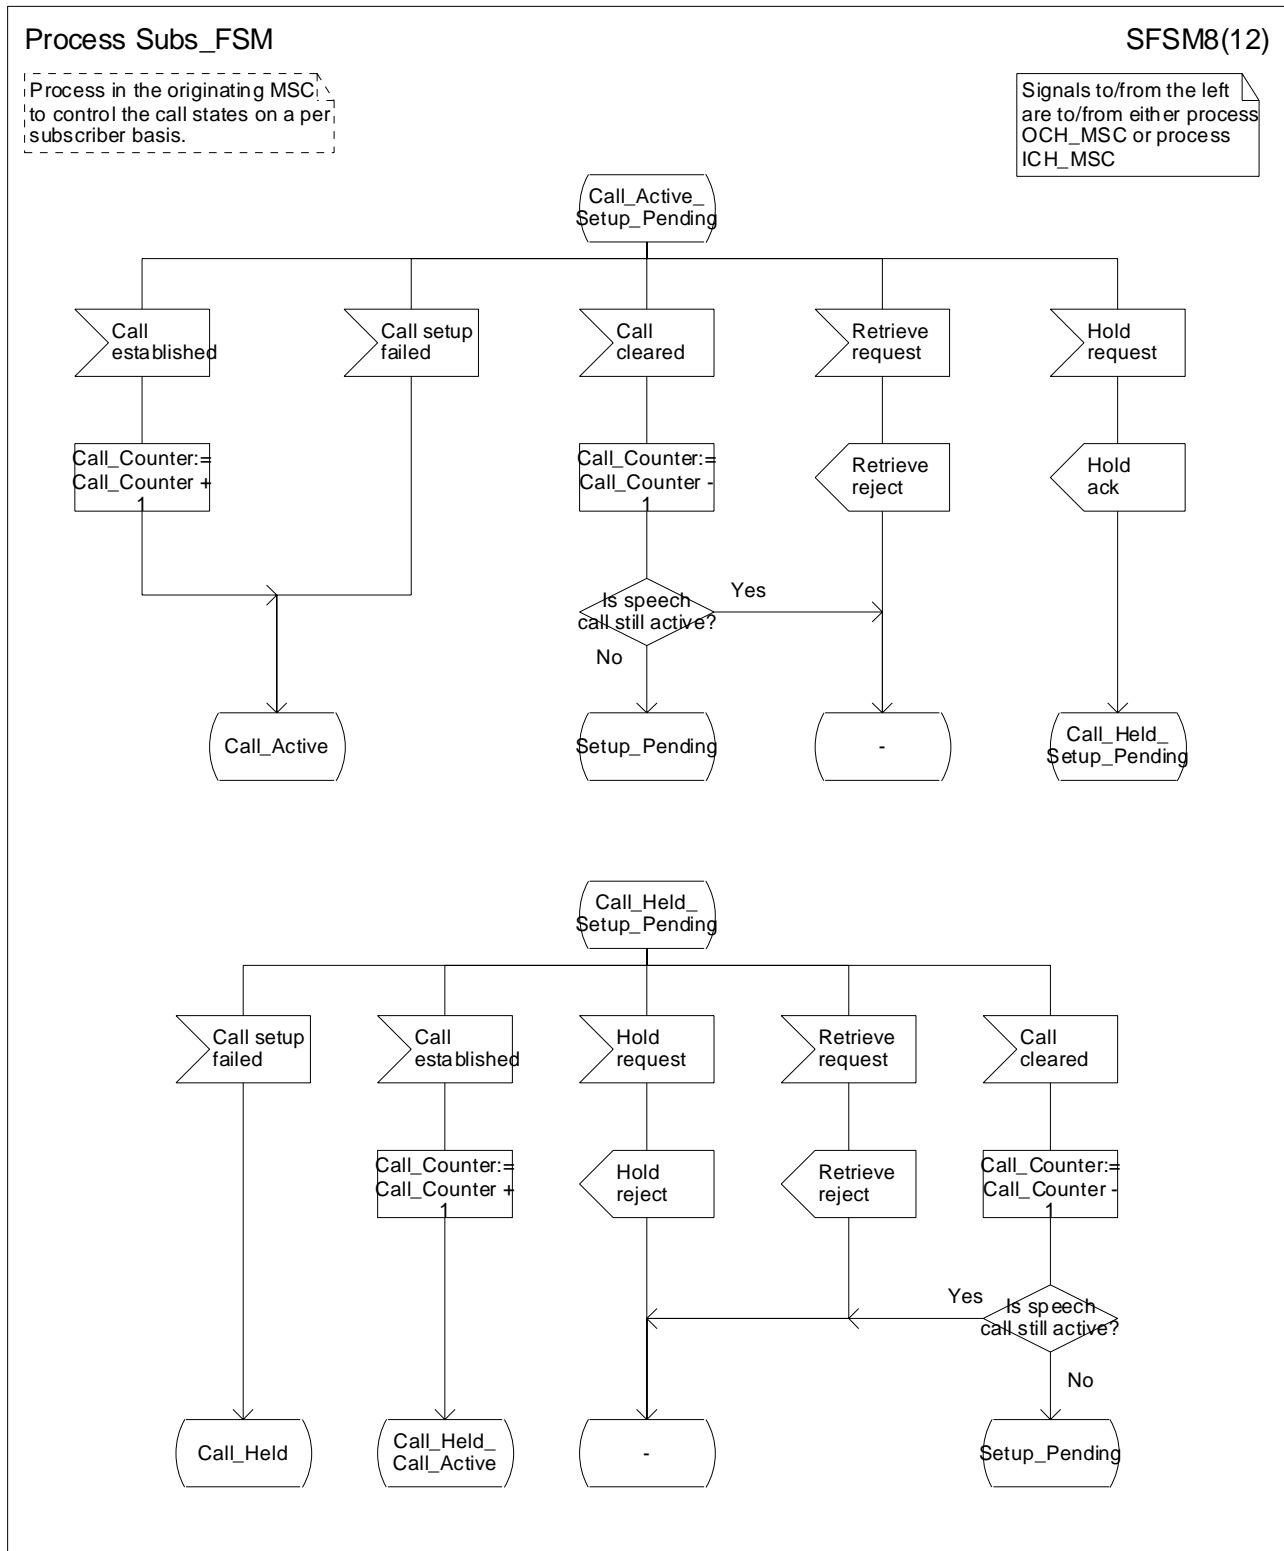 Process Subs_FSM
SFSM8(12)
Process in the originating MSC
to control the call states on a per
subscriber basis.
Signals to/from the left
are to/from either process
OCH_MSC or process
ICH_MSC
Call_Active_
Setup_Pending
Call
established
Call setup
failed
Call
cleared
Retrieve
request
Hold
request
Call_Counter:=
Call_Counter +
1
Call_Counter:=
Call_Counter -
1
Retrieve
reject
Hold
ack
Is speech
call still active?
Yes
No
Call_Active
Setup_Pending
-
Call_Held_
Setup_Pending
Call_Held_
Setup_Pending
Call setup
failed
Call
established
Hold
request
Retrieve
request
Call
cleared
Call_Counter:=
Call_Counter +
1
Hold
reject
Retrieve
reject
Call_Counter:=
Call_Counter -
1
Yes
Is speech
call still active?
No
Call_Held
Call_Held_
Call_Active
-
Setup_Pending